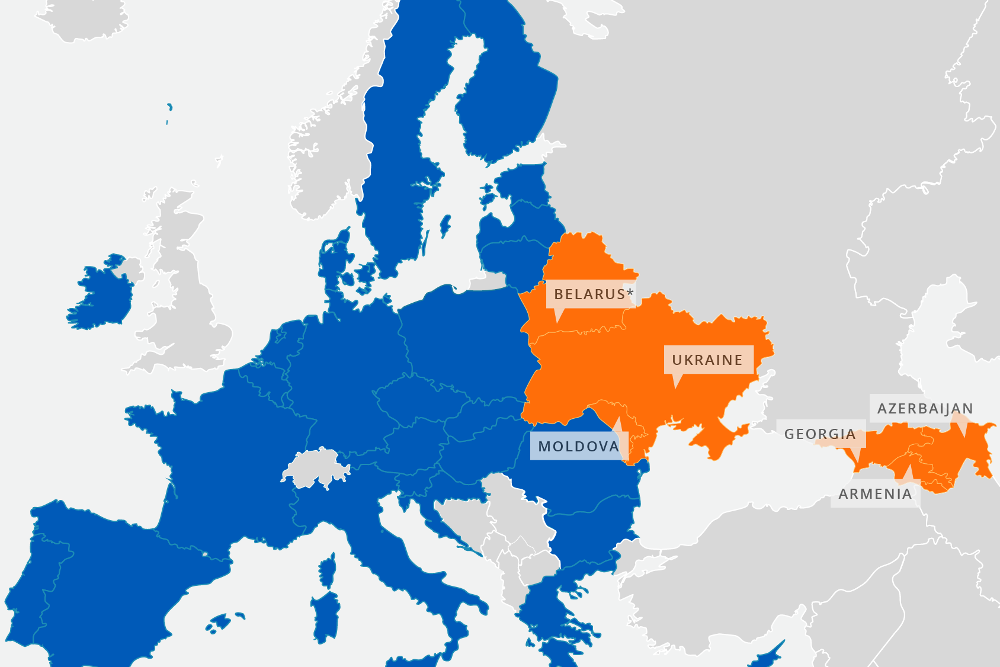 BELARUS*
UKRAINE
AZERBAIJAN
GEORGIA
MOLDOVA
ARMENIA